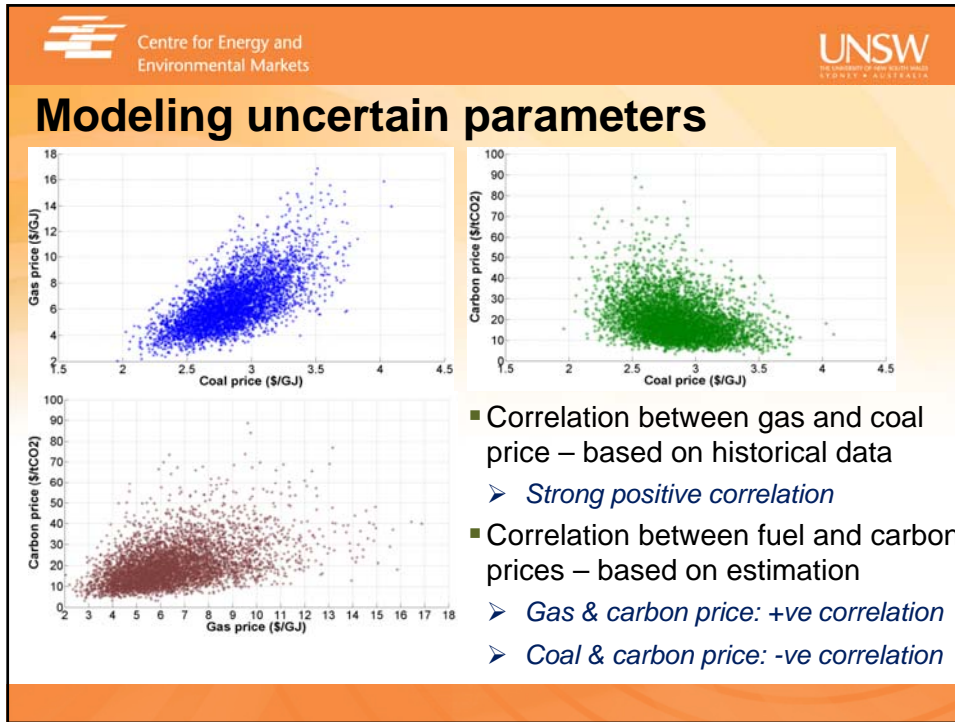 Centre for Energy and
Environmental Markets
UNSW
THE UNIVERSITY OF NEW SOUTH WALES
SYDNEY • AUSTRALIA
Modeling uncertain parameters
18
16
14
12
10
8
6
4
2
Gas price ($/GJ)
1.5 2 2.5 3 3.5 4 4.5
Coal price ($/GJ)
100
90
80
70
60
50
40
30
20
10
0
Carbon price ($/tCO2)
1.5 2 2.5 3 3.5 4 4.5
Coal price ($/GJ)
100
90
80
70
60
50
40
30
20
10
0
Carbon price ($/tCO2)
2 3 4 5 6 7 8 9 10 11 12 13 14 15 16 17 18
Gas price ($/GJ)
▪ Correlation between gas and coal
price – based on historical data
➢ Strong positive correlation
▪ Correlation between fuel and carbon
prices – based on estimation
➢ Gas & carbon price: +ve correlation
➢ Coal & carbon price: -ve correlation